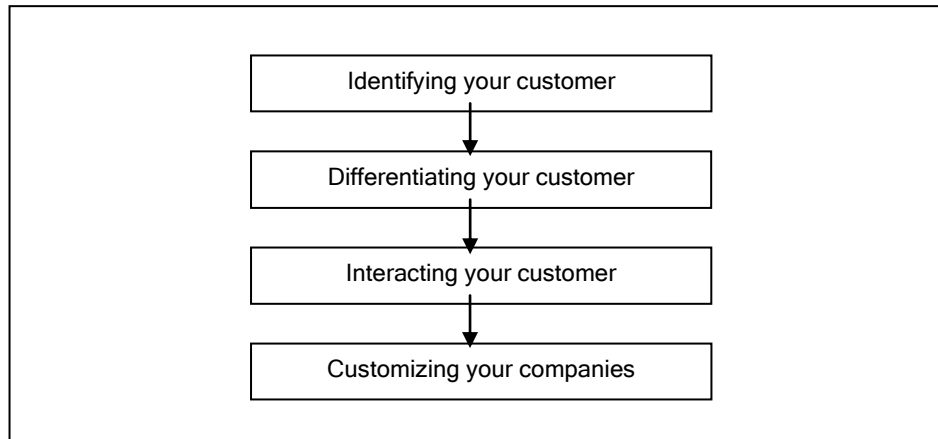 Identifying your customer
Differentiating your customer
Interacting your customer
Customizing your companies